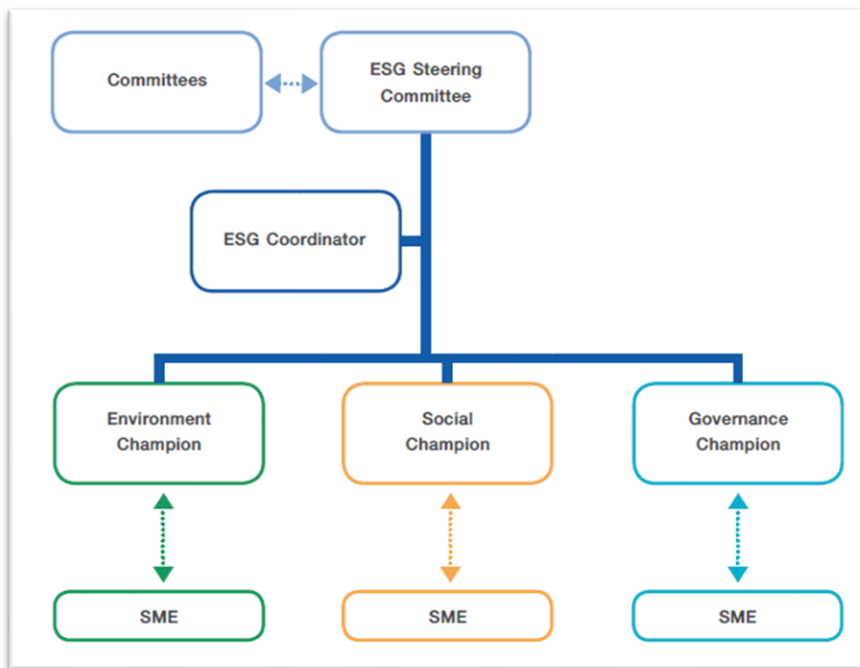 Committees
ESG Steering
Committee
ESG Coordinator
Environment
Champion
Social
Champion
Governance
Champion
SME
SME
SME